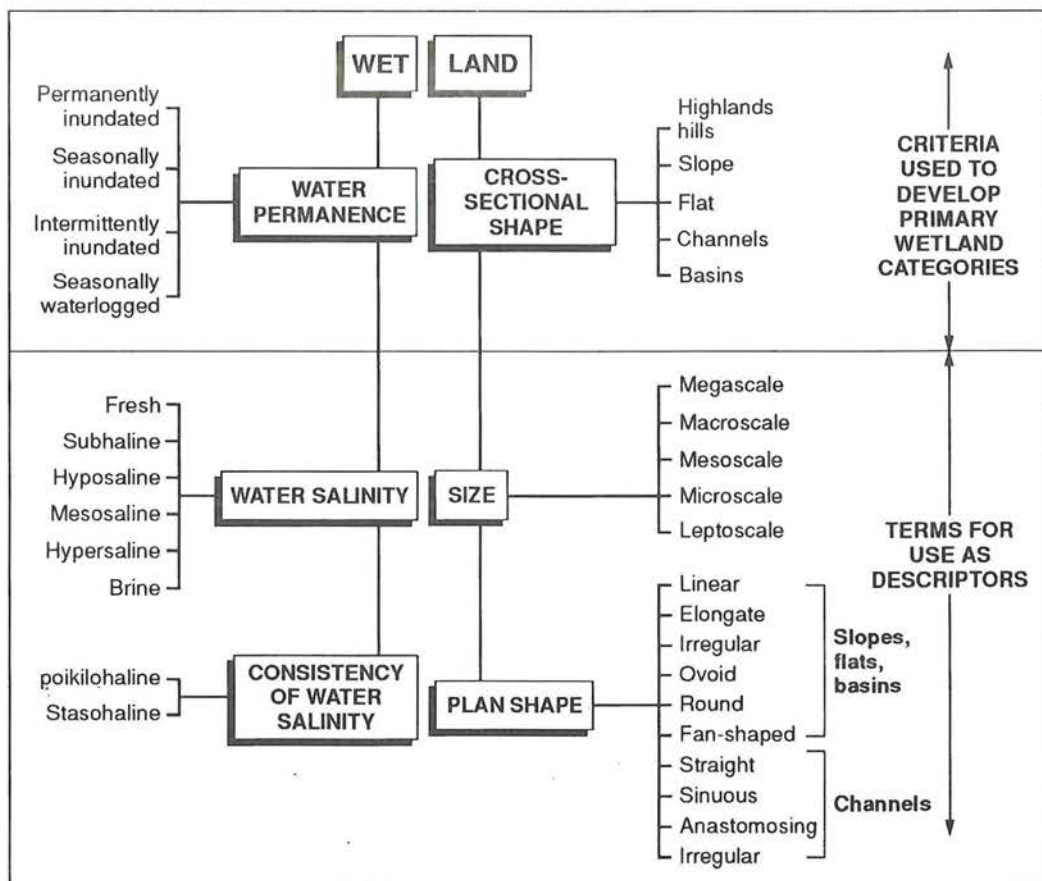 WET
LAND
Permanently
inundated
Seasonally
inundated
Intermittently
inundated
Seasonally
waterlogged
WATER
PERMANENCE
CROSS-
SECTIONAL
SHAPE
Highlands
hills
Slope
Flat
Channels
Basins
CRITERIA
USED TO
DEVELOP
PRIMARY
WETLAND
CATEGORIES
Fresh
Subhaline
Hyposaline
Mesosaline
Hypersaline
Brine
WATER SALINITY
SIZE
Megascale
Macroscale
Mesoscale
Microscale
Leptoscale
TERMS FOR
USE AS
DESCRIPTORS
poikilohaline
Stasohaline
CONSISTENCY
OF WATER
SALINITY
PLAN SHAPE
Linear
Elongate
Irregular
Ovoid
Round
Fan-shaped
Slopes,
flats,
basins
Straight
Sinuous
Anastomosing
Irregular
Channels